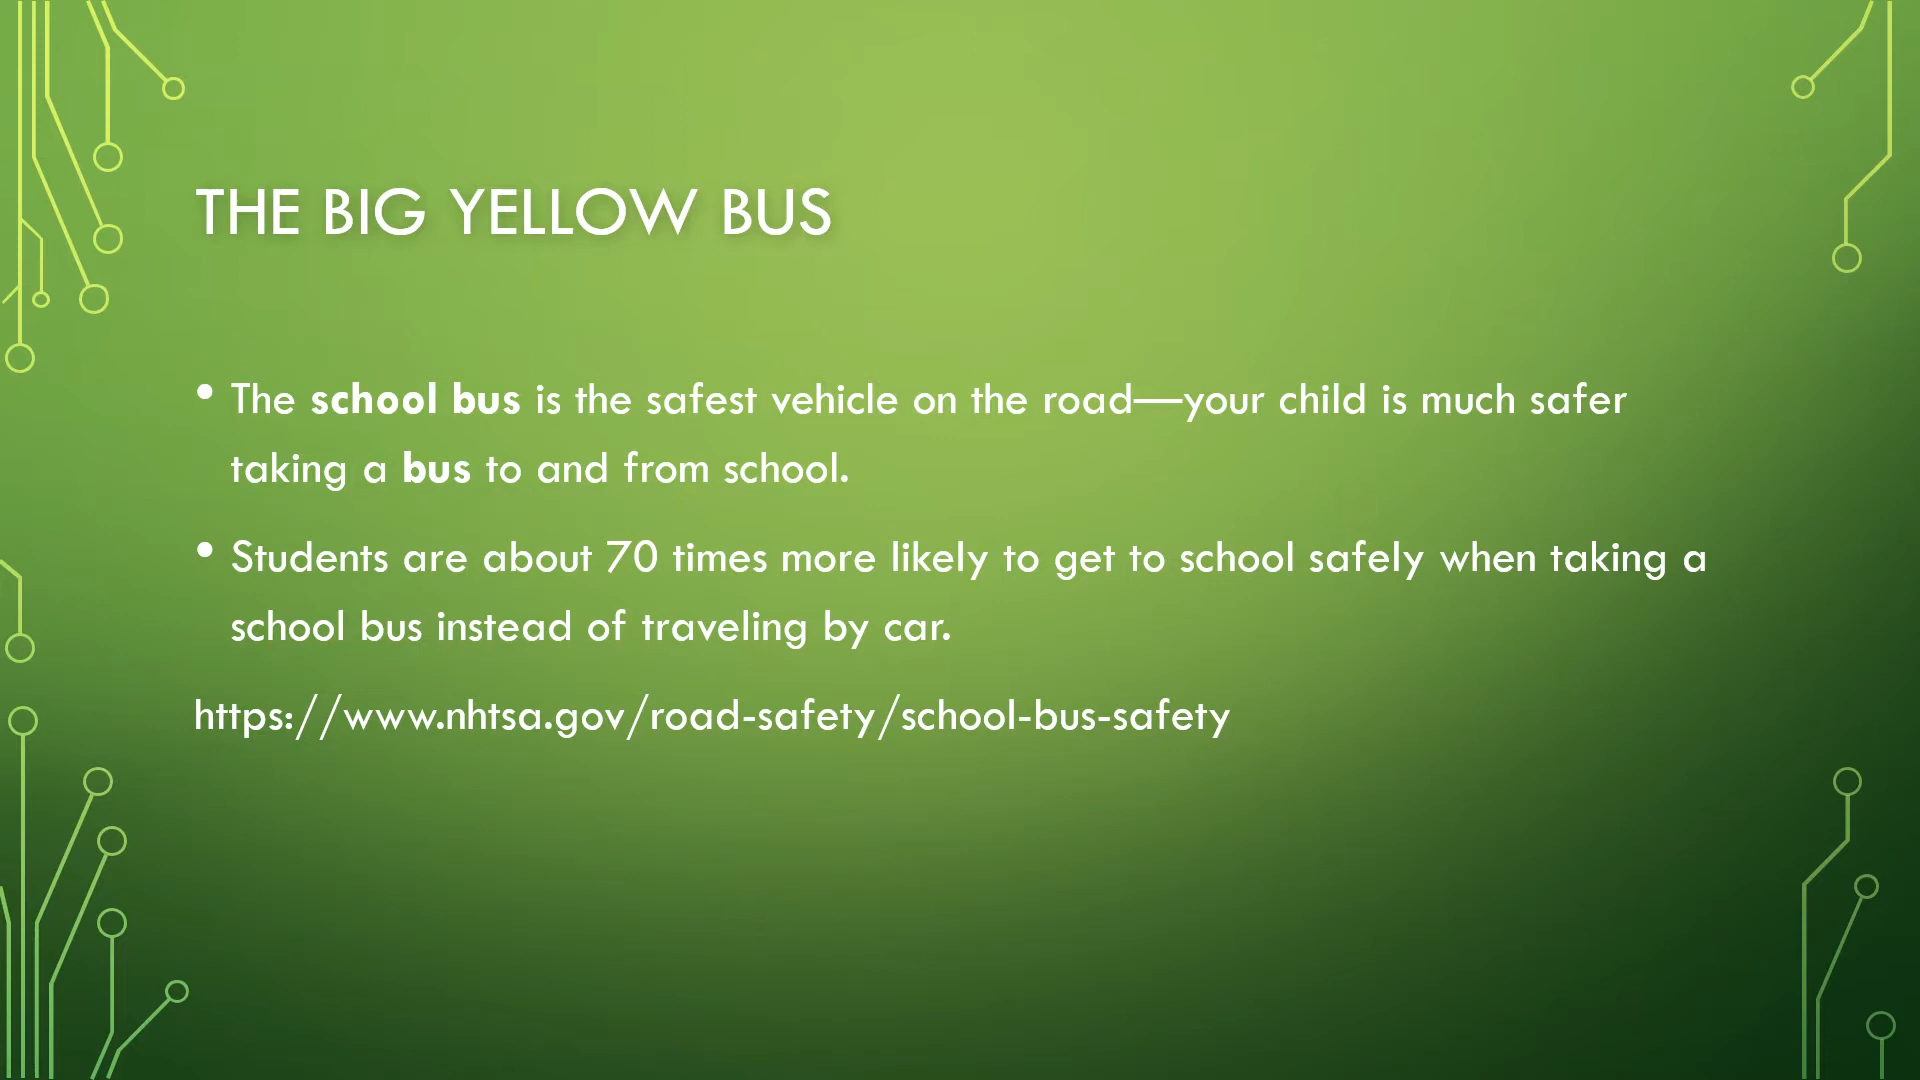 THE BIG YELLOW BUS
• The school bus is the safest vehicle on the road—your child is much safer
taking a bus to and from school.
• Students are about 70 times more likely to get to school safely when taking a
school bus instead of traveling by car.
https://www.nhtsa.gov/road-safety/school-bus-safety